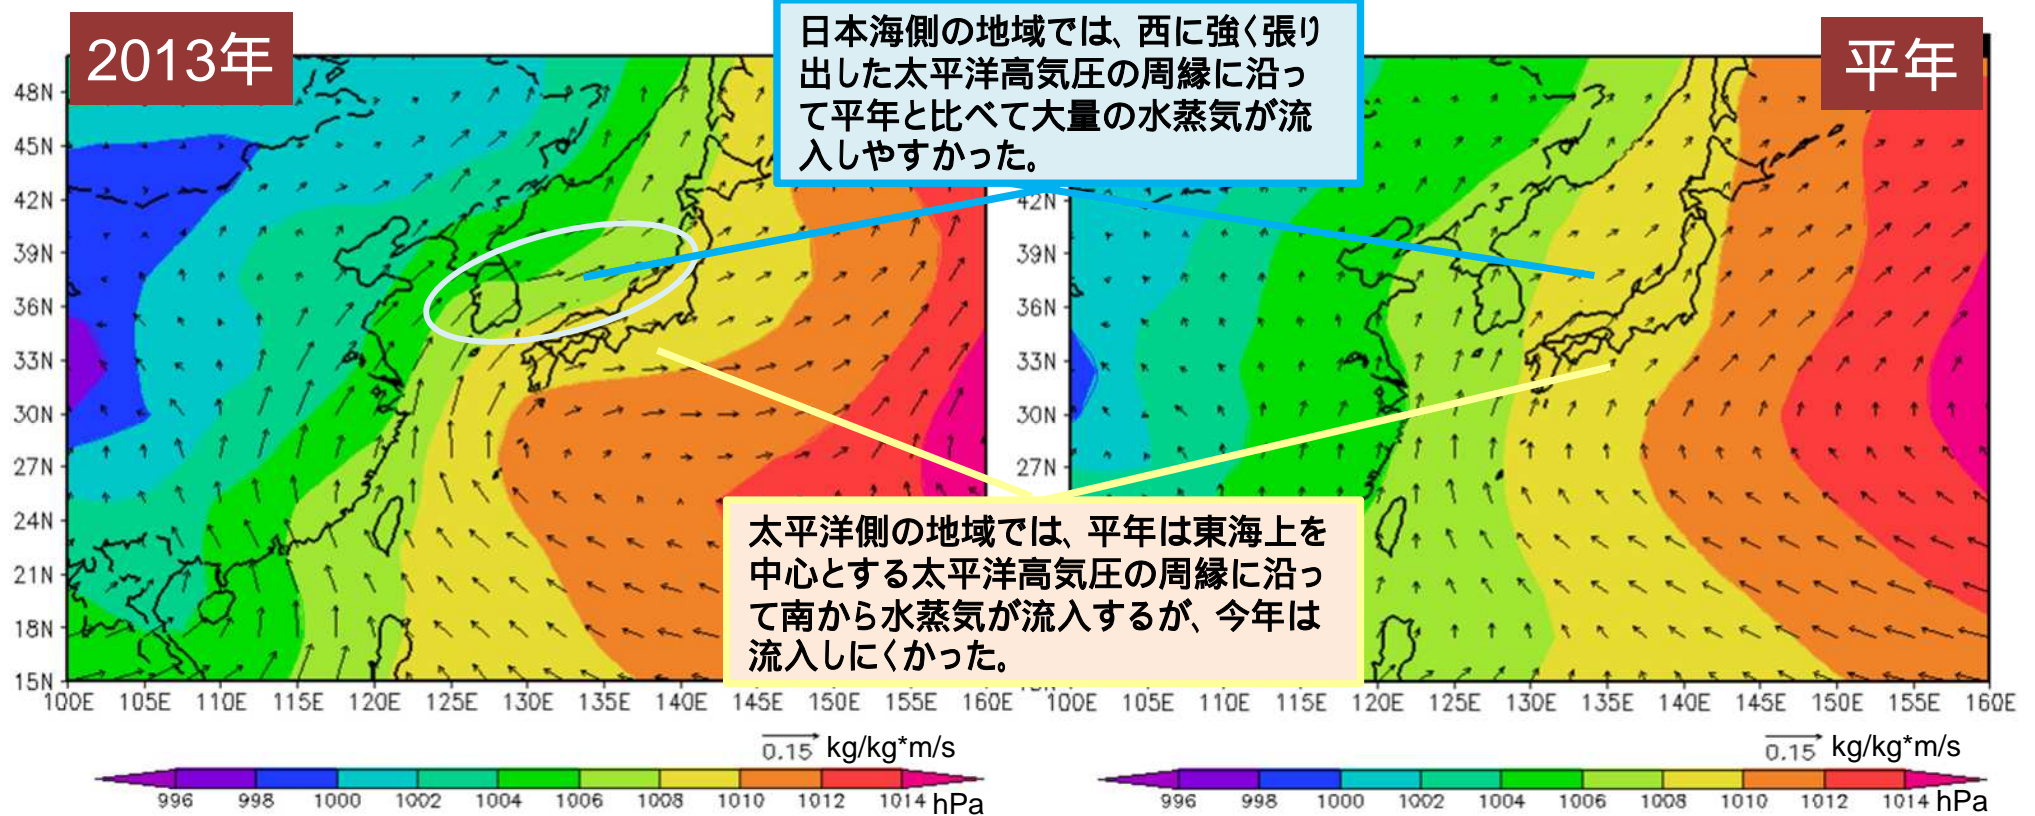 2013年
平年
日本海側の地域では、西に強く張り
出した太平洋高気圧の周縁に沿っ
て平年と比べて大量の水蒸気が流
入しやすかった。
48N
45N
42N
39N
36N
33N
30N
27N
24N
21N
18N
15N
42N
39N
36N
33N
30N
27N
太平洋側の地域では、平年は東海上を
中心とする太平洋高気圧の周縁に沿っ
て南から水蒸気が流入するが、今年は
流入しにくかった。
100E 105E 110E 115E 120E 125E 130E 135E 140E 145E 150E 155E 160E
100E 105E 110E 115E 120E 125E 130E 135E 140E 145E 150E 155E 160E
0.15 kg/kg*m/s
0.15 kg/kg*m/s
996 998 1000 1002 1004 1006 1008 1010 1012 1014 hPa
996 998 1000 1002 1004 1006 1008 1010 1012 1014 hPa